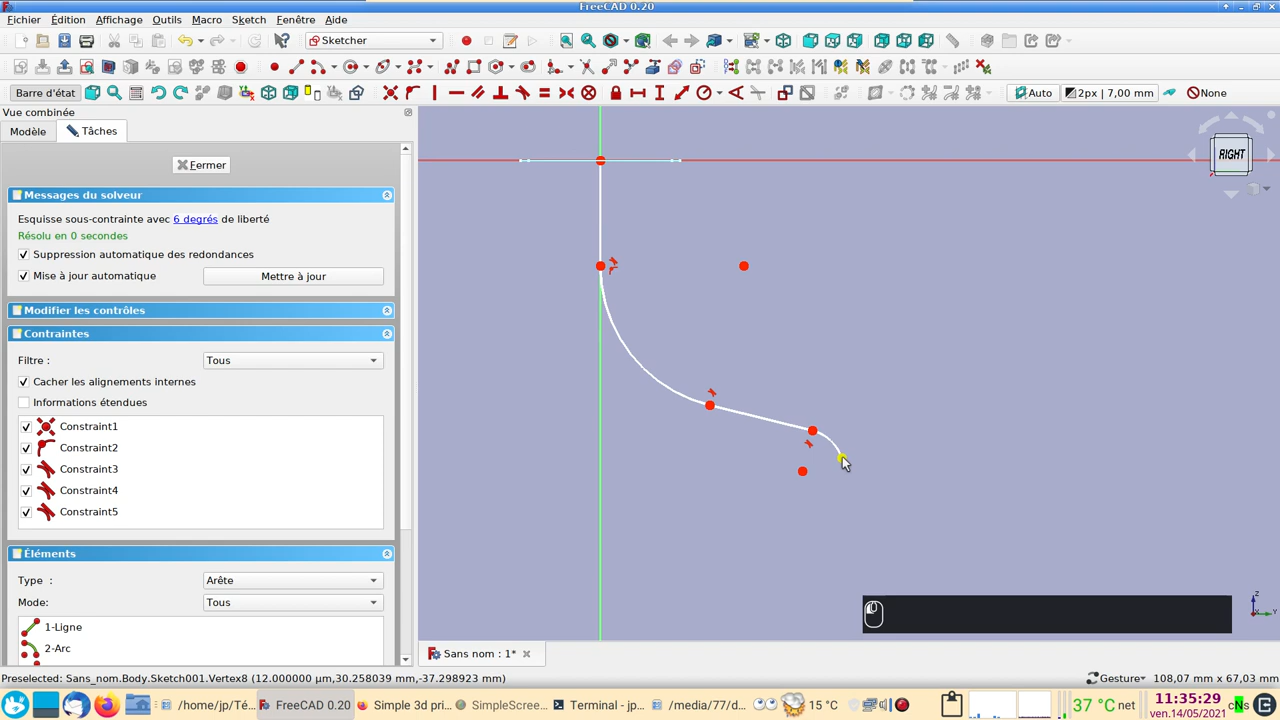 FreeCAD 0.20
Fichier Édition Affichage Outils Macro Sketch Fenêtre Aide
Sketcher
Barre d'état Auto 2px | 7,00 mm None
Vue combinée
Modèle Tâches
Fermer
RIGHT
Messages du solveur
Esquisse sous-contrainte avec 6 degrés de liberté
Résolu en 0 secondes
Suppression automatique des redondances
Mise à jour automatique Mettre à jour
Modifier les contrôles
Contraintes
Filtre : Tous
Cacher les alignements internes
Informations étendues
Constraint1
Constraint2
Constraint3
Constraint4
Constraint5
Éléments
Type : Arête
Mode: Tous
1-Ligne
2-Arc
Z
Y
Sans nom : 1*
Preselected: Sans_nom.Body.Sketch001.Vertex8 (12.000000 µm,30.258039 mm,-37.298923 mm) Gesture 108,07 mm x 67,03 mm
/home/jp/Té... FreeCAD 0.20 Simple 3d pri... SimpleScreen... Terminal - jp... /media/77/d... 15 °C 37 °C net 11:35:29
ven.14/05/2021